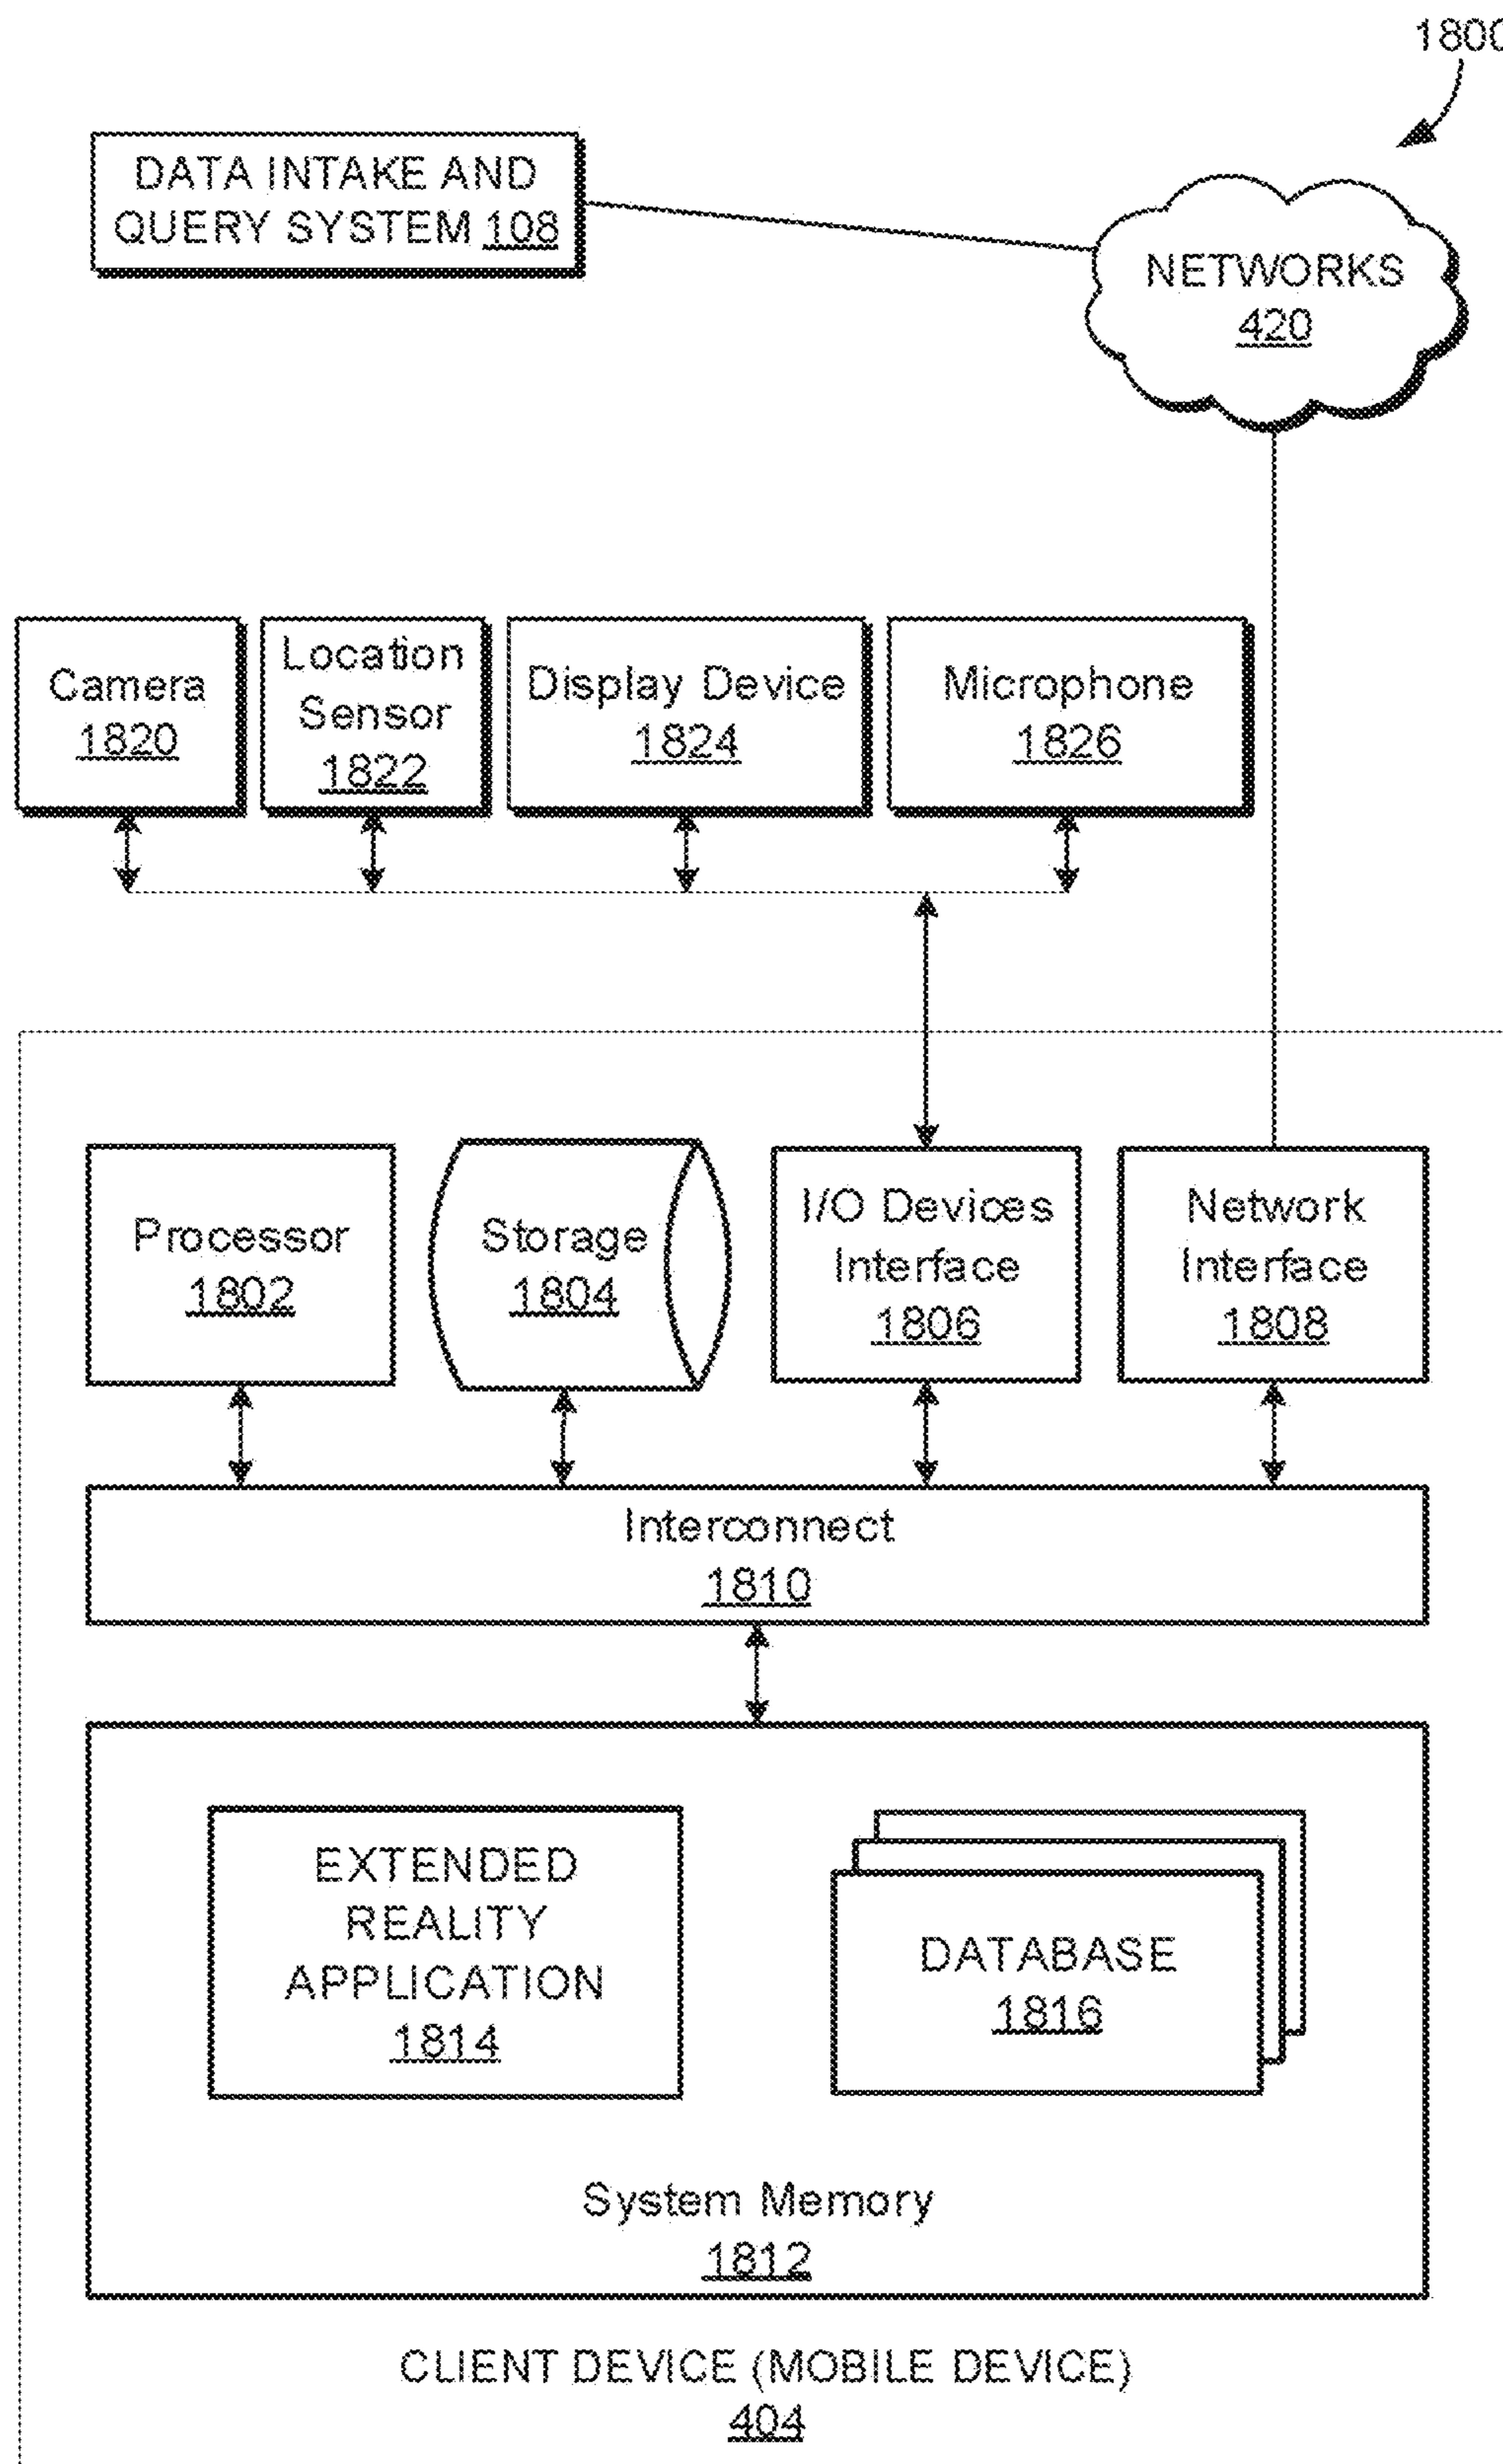 1800
DATA INTAKE AND
QUERY SYSTEM 108
NETWORKS
420
Camera
1820
Location
Sensor
1822
Display Device
1824
Microphone
1826
Processor
1802
Storage
1804
I/O Devices
Interface
1806
Network
Interface
1808
Interconnect
1810
EXTENDED
REALITY
APPLICATION
1814
DATABASE
1816
System Memory
1812
CLIENT DEVICE (MOBILE DEVICE)
404